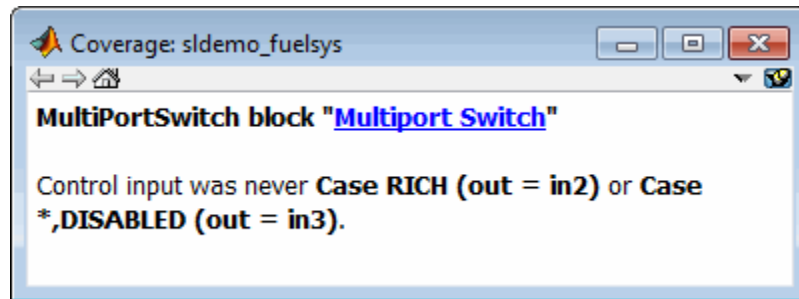 Coverage: sldemo_fuelsys
MultiPortSwitch block "Multiport Switch"
Control input was never Case RICH (out = in2) or Case
*,DISABLED (out = in3).